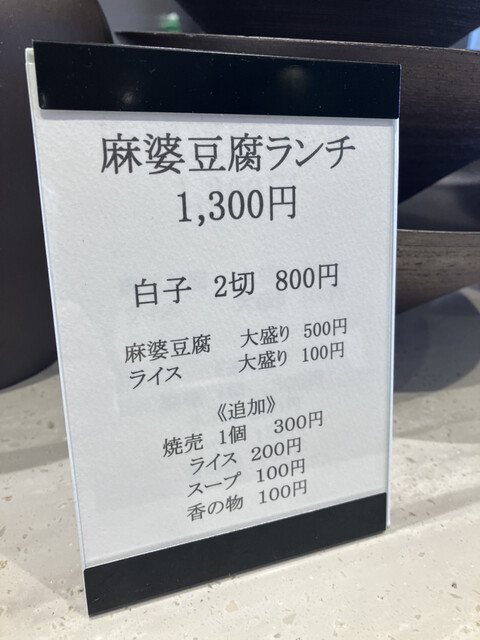 麻婆豆腐ランチ
1,300円
白子 2切 800円
麻婆豆腐 大盛り 500円
ライス 大盛り 100円
《追加》
焼売 1個 300円
ライス 200円
スープ 100円
香の物 100円